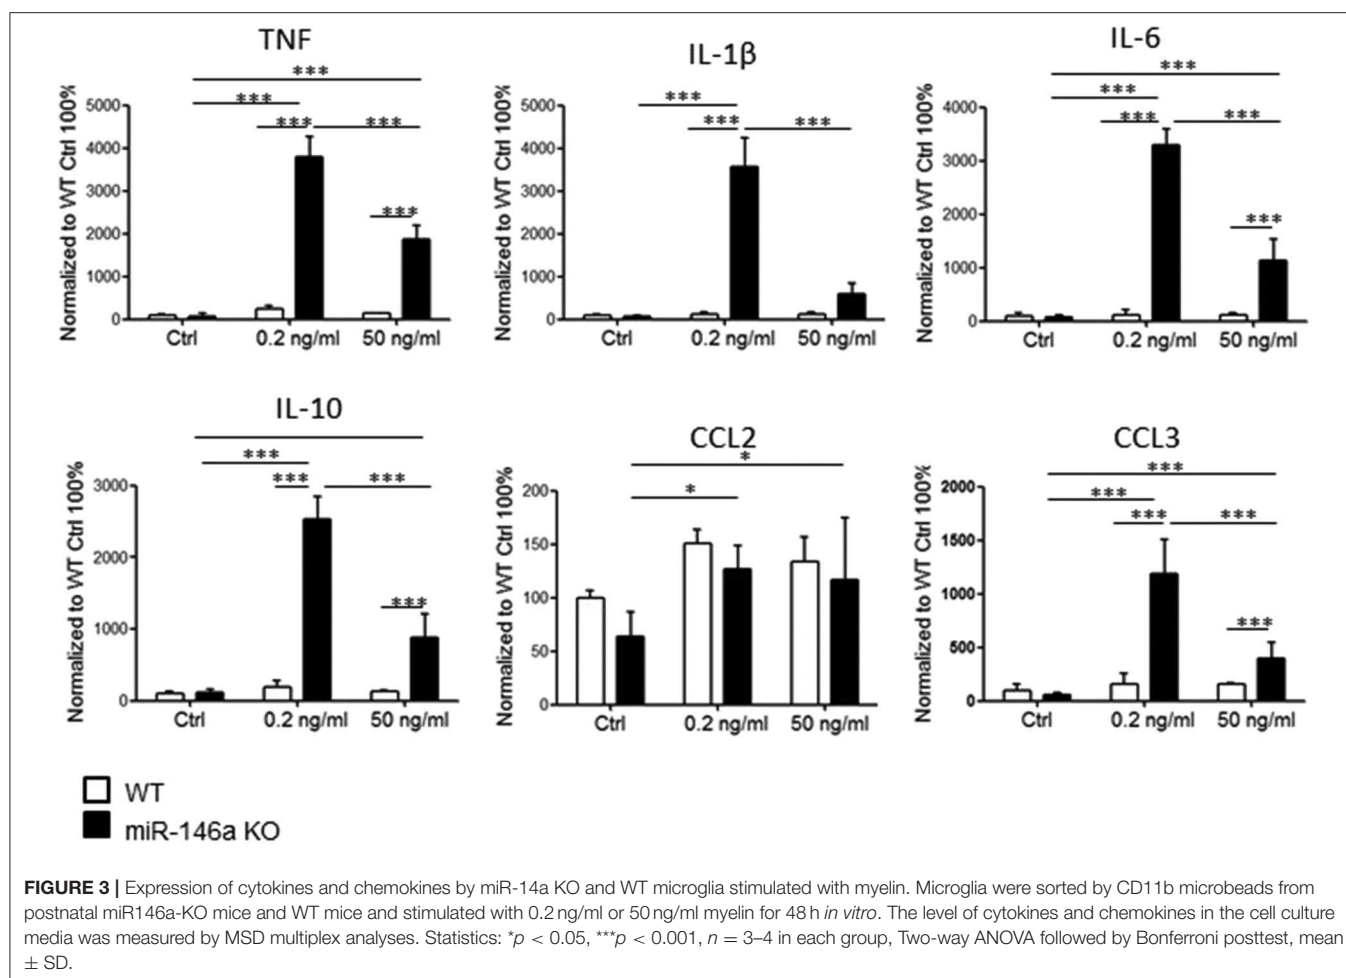 TNF
***
***
*** ***
***
Normalized to WT Ctrl 100%
5000
4000
3000
2000
1000
0
Ctrl 0.2 ng/ml 50 ng/ml
IL-1β
***
*** ***
Normalized to WT Ctrl 100%
5000
4000
3000
2000
1000
0
Ctrl 0.2 ng/ml 50 ng/ml
IL-6
***
***
*** ***
***
Normalized to WT Ctrl 100%
4000
3000
2000
1000
0
Ctrl 0.2 ng/ml 50 ng/ml
IL-10
***
*** ***
***
Normalized to WT Ctrl 100%
3000
2000
1000
0
Ctrl 0.2 ng/ml 50 ng/ml
CCL2
*
*
Normalized to WT Ctrl 100%
200
150
100
50
0
Ctrl 0.2 ng/ml 50 ng/ml
CCL3
***
***
*** ***
***
Normalized to WT Ctrl 100%
2000
1500
1000
500
0
Ctrl 0.2 ng/ml 50 ng/ml
WT
miR-146a KO
FIGURE 3 | Expression of cytokines and chemokines by miR-14a KO and WT microglia stimulated with myelin. Microglia were sorted by CD11b microbeads from
postnatal miR146a-KO mice and WT mice and stimulated with 0.2 ng/ml or 50 ng/ml myelin for 48 h in vitro. The level of cytokines and chemokines in the cell culture
media was measured by MSD multiplex analyses. Statistics: *p < 0.05, ***p < 0.001, n = 3–4 in each group, Two-way ANOVA followed by Bonferroni posttest, mean
± SD.